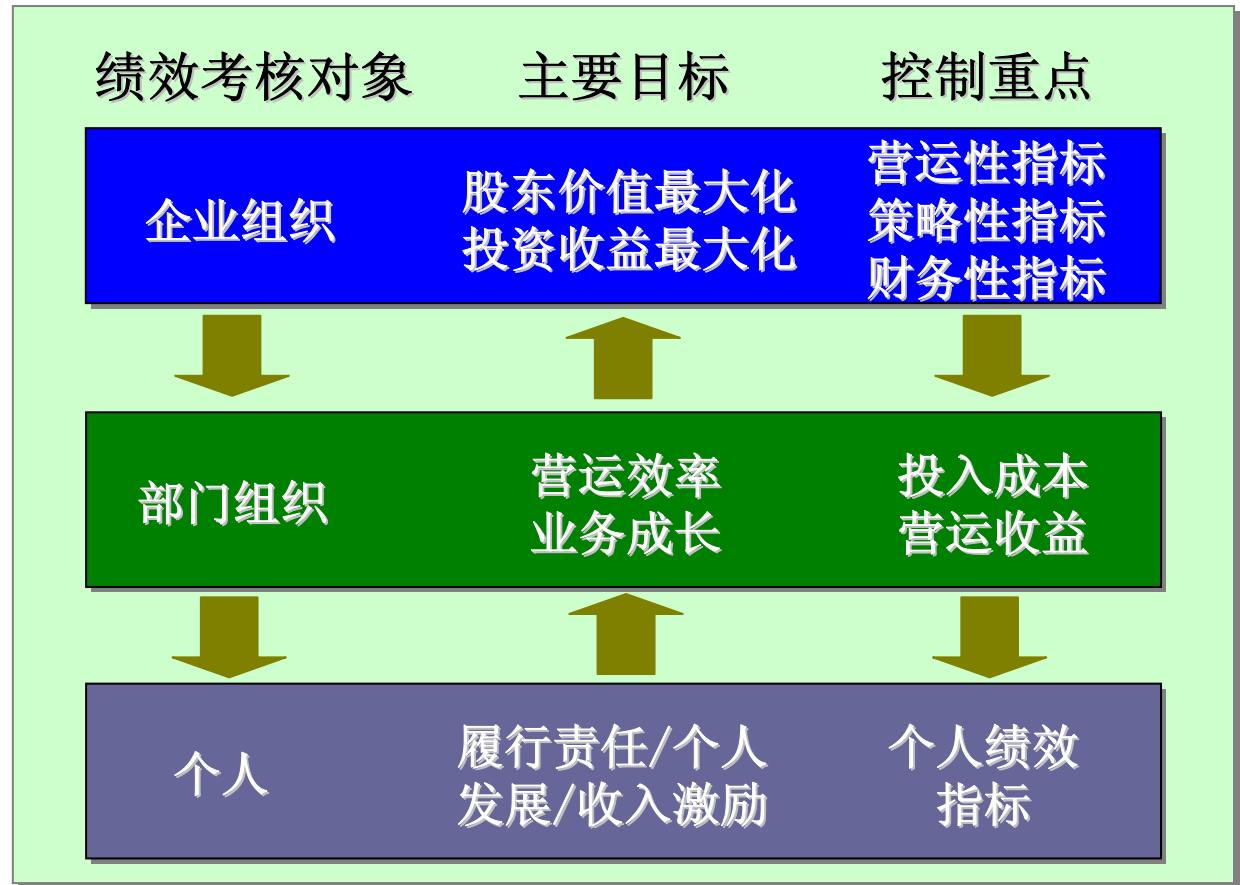 绩效考核对象 主要目标 控制重点
企业组织
股东价值最大化
投资收益最大化
营运性指标
策略性指标
财务性指标
部门组织
营运效率
业务成长
投入成本
营运收益
个人
履行责任/个人
发展/收入激励
个人绩效
指标